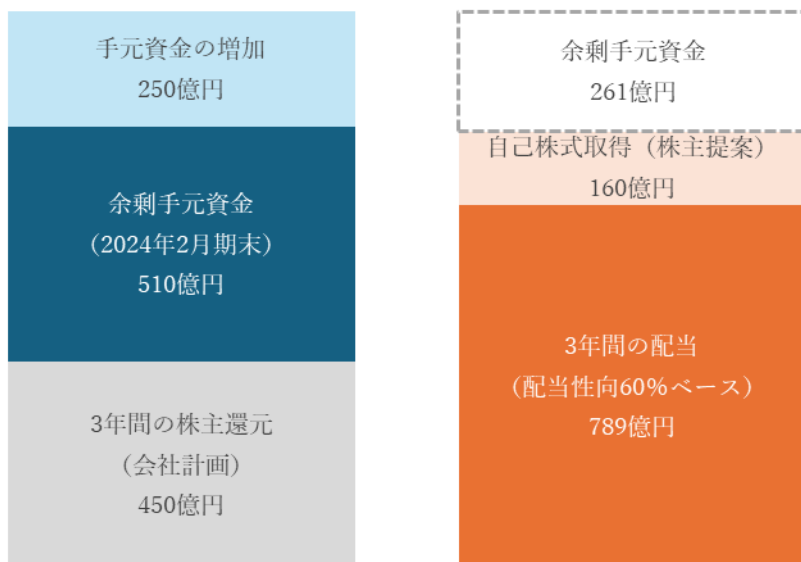 手元資金の増加
250億円
余剰手元資金
（2024年2月期末）
510億円
3年間の株主還元
（会社計画）
450億円
余剰手元資金
261億円
自己株式取得（株主提案）
160億円
3年間の配当
（配当性向60%ベース）
789億円